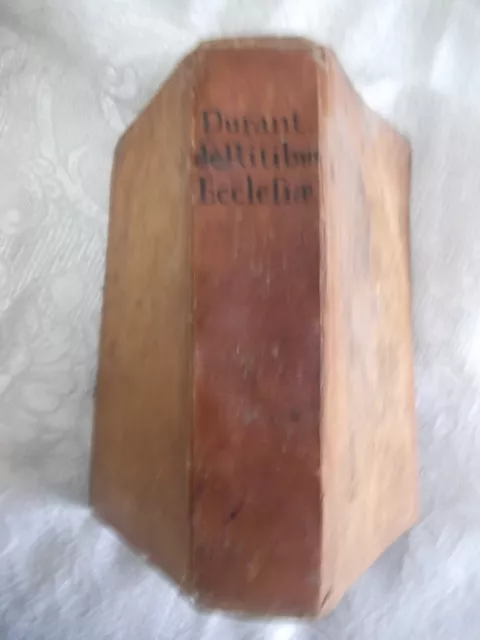 Durant
de Ritibus
Ecclesiæ